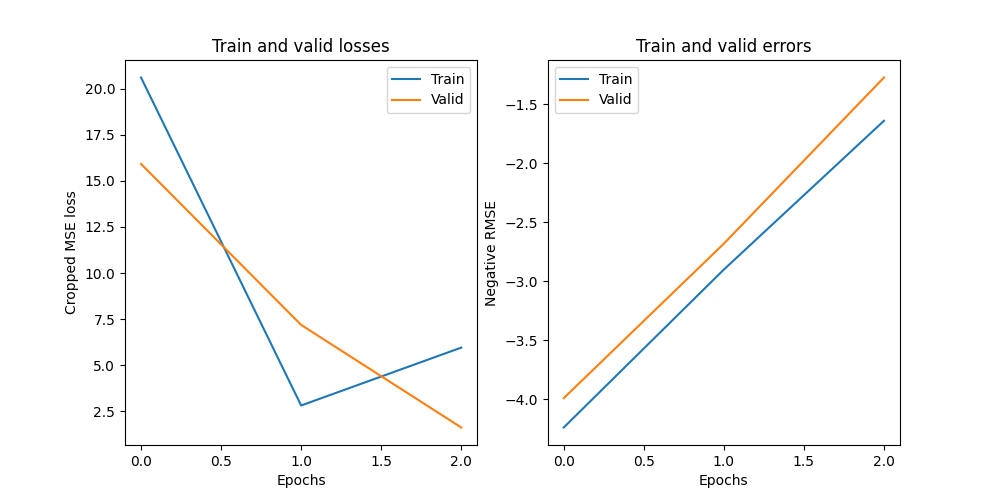 Train and valid losses
Train
Valid
20.0
17.5
15.0
12.5
10.0
7.5
5.0
2.5
Cropped MSE loss
0.0 0.5 1.0 1.5 2.0
Epochs
Train and valid errors
Train
Valid
−1.5
−2.0
−2.5
−3.0
−3.5
−4.0
Negative RMSE
0.0 0.5 1.0 1.5 2.0
Epochs